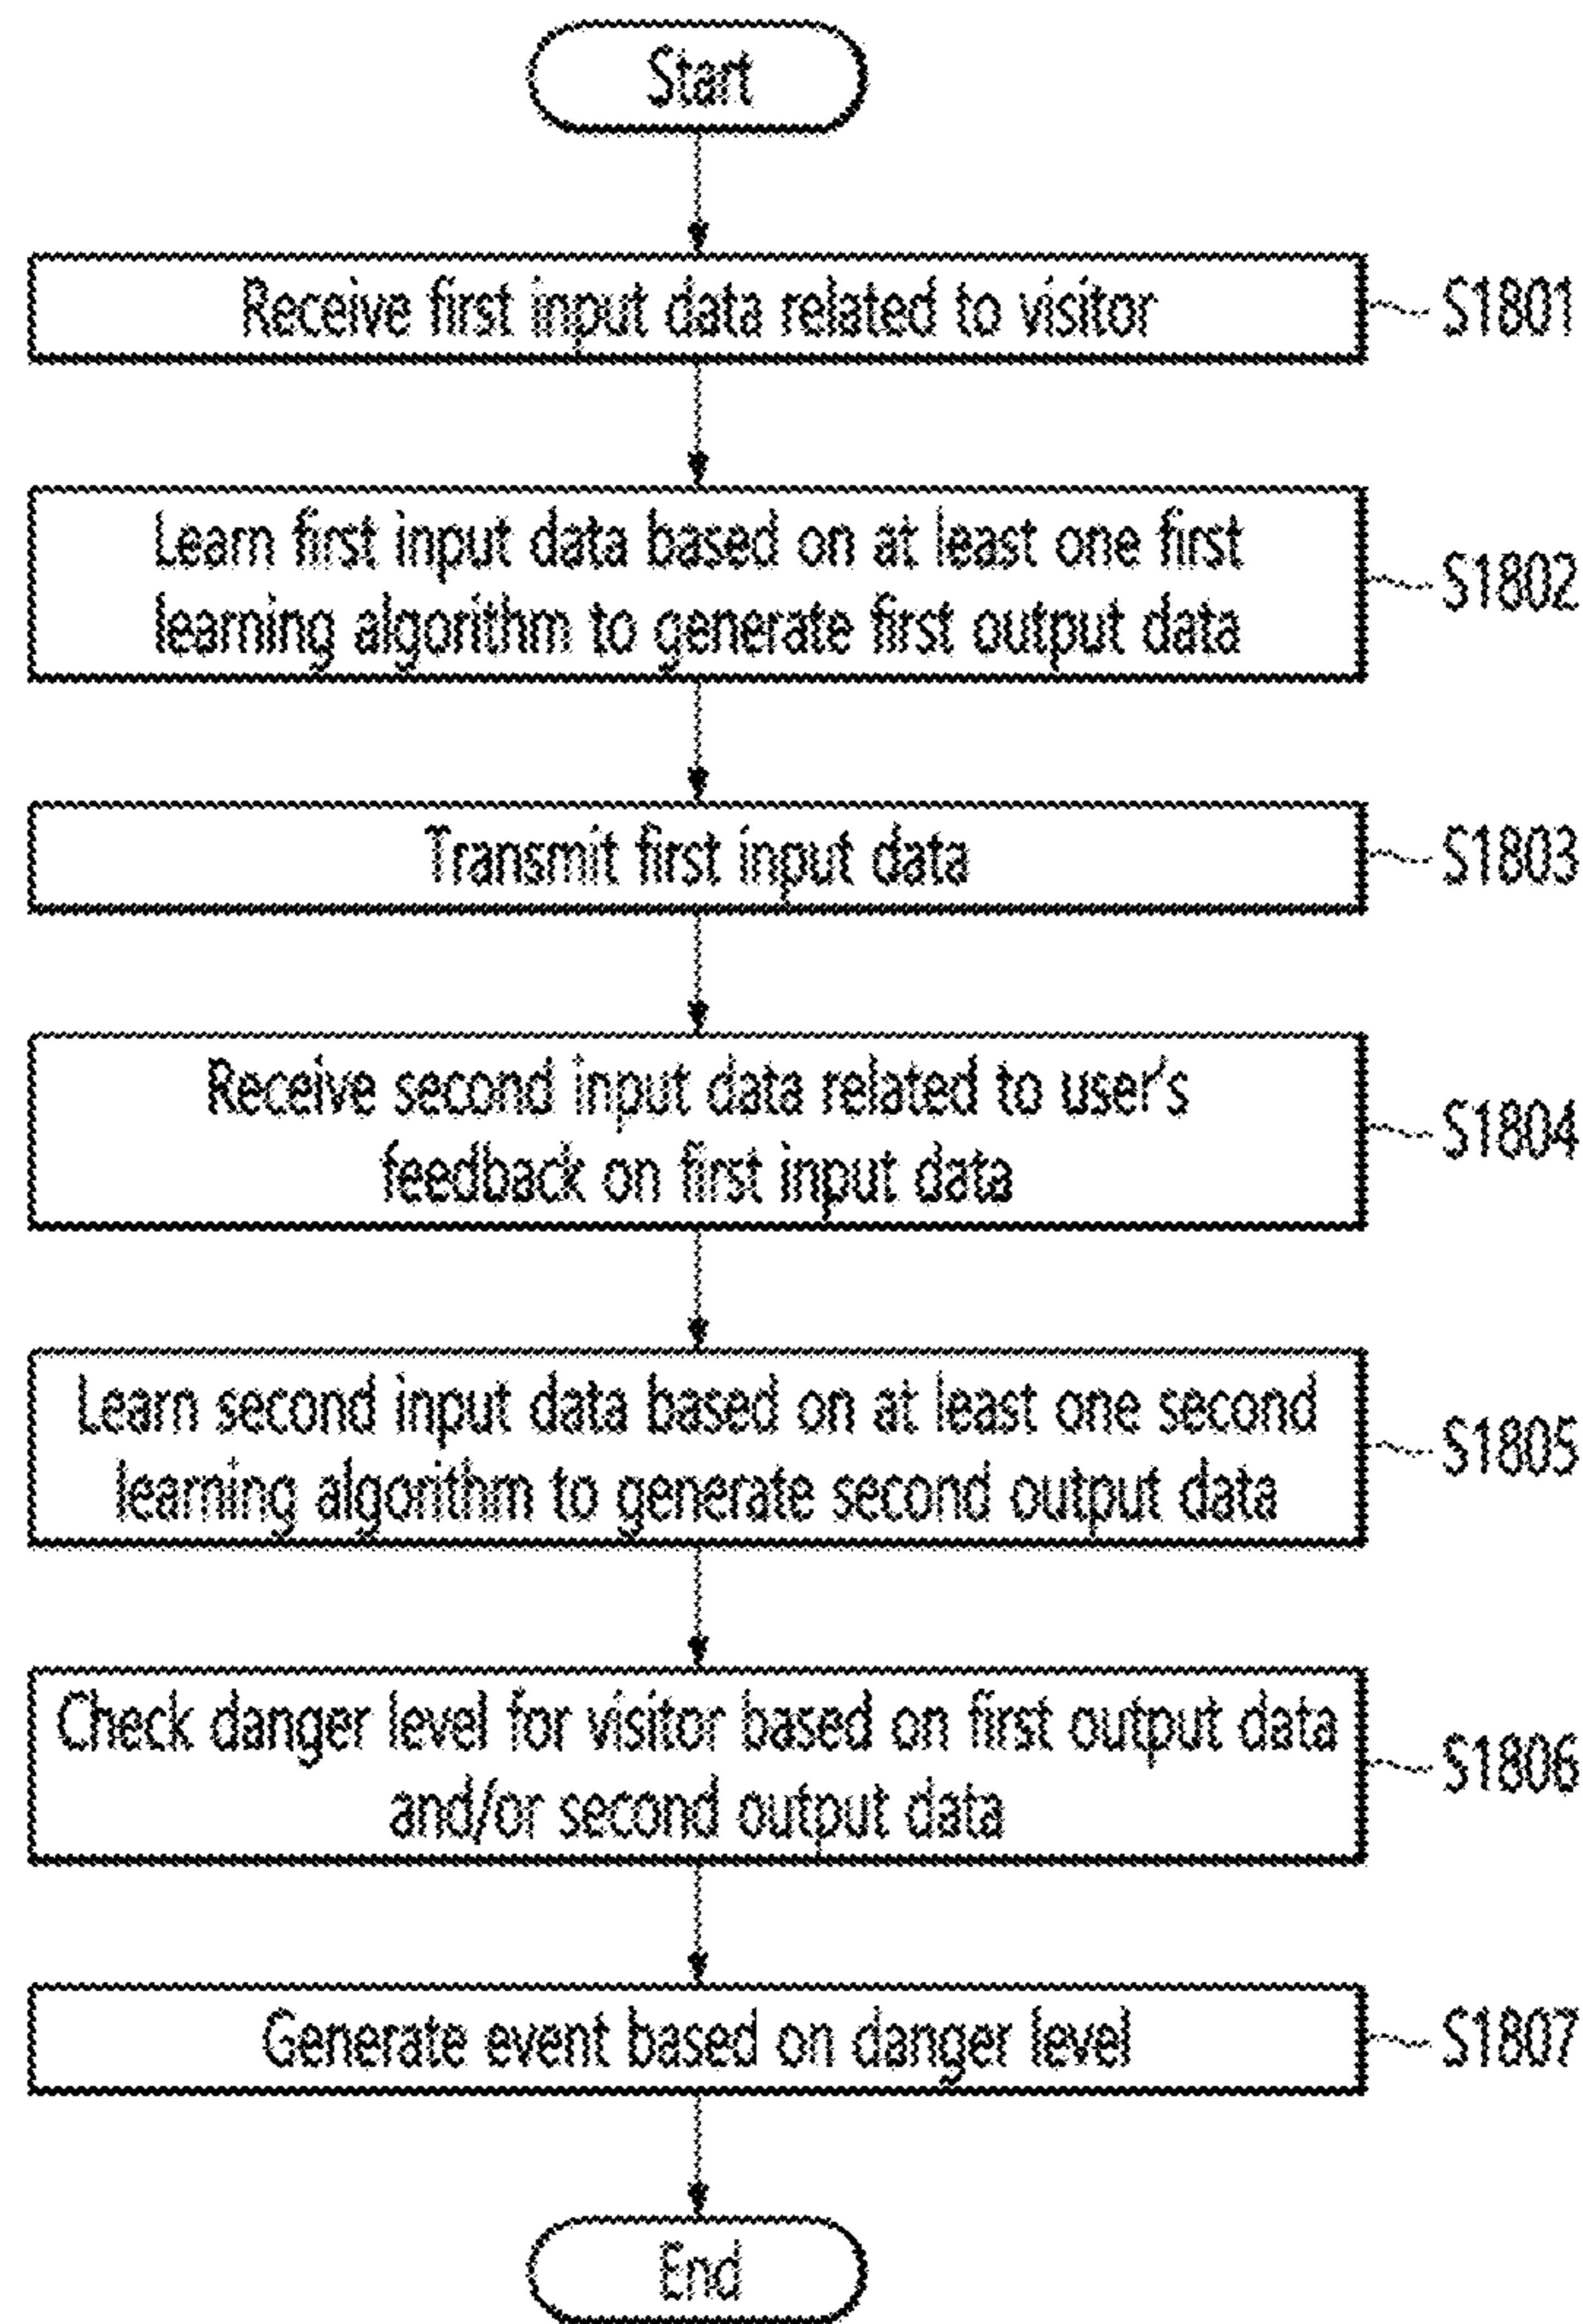 Start
Receive first input data related to visitor
S1801
Learn first input data based on at least one first
learning algorithm to generate first output data
S1802
Transmit first input data
S1803
Receive second input data related to user's
feedback on first input data
S1804
Learn second input data based on at least one second
learning algorithm to generate second output data
S1805
Check danger level for visitor based on first output data
and/or second output data
S1806
Generate event based on danger level
S1807
End